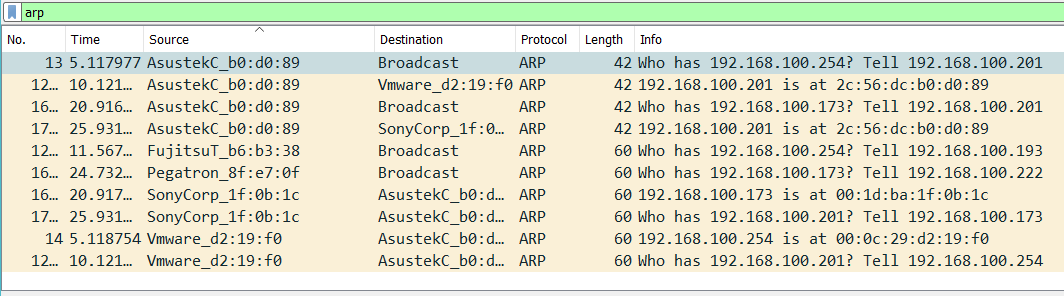 arp
No. Time Source Destination Protocol Length Info
13 5.117977 AsustekC_b0:d0:89 Broadcast ARP 42 Who has 192.168.100.254? Tell 192.168.100.201
12… 10.121… AsustekC_b0:d0:89 Vmware_d2:19:f0 ARP 42 192.168.100.201 is at 2c:56:dc:b0:d0:89
16… 20.916… AsustekC_b0:d0:89 Broadcast ARP 42 Who has 192.168.100.173? Tell 192.168.100.201
17… 25.931… AsustekC_b0:d0:89 SonyCorp_1f:0… ARP 42 192.168.100.201 is at 2c:56:dc:b0:d0:89
12… 11.567… FujitsuT_b6:b3:38 Broadcast ARP 60 Who has 192.168.100.254? Tell 192.168.100.193
16… 24.732… Pegatron_8f:e7:0f Broadcast ARP 60 Who has 192.168.100.173? Tell 192.168.100.222
16… 20.917… SonyCorp_1f:0b:1c AsustekC_b0:d… ARP 60 192.168.100.173 is at 00:1d:ba:1f:0b:1c
17… 25.931… SonyCorp_1f:0b:1c AsustekC_b0:d… ARP 60 Who has 192.168.100.201? Tell 192.168.100.173
14 5.118754 Vmware_d2:19:f0 AsustekC_b0:d… ARP 60 192.168.100.254 is at 00:0c:29:d2:19:f0
12… 10.121… Vmware_d2:19:f0 AsustekC_b0:d… ARP 60 Who has 192.168.100.201? Tell 192.168.100.254